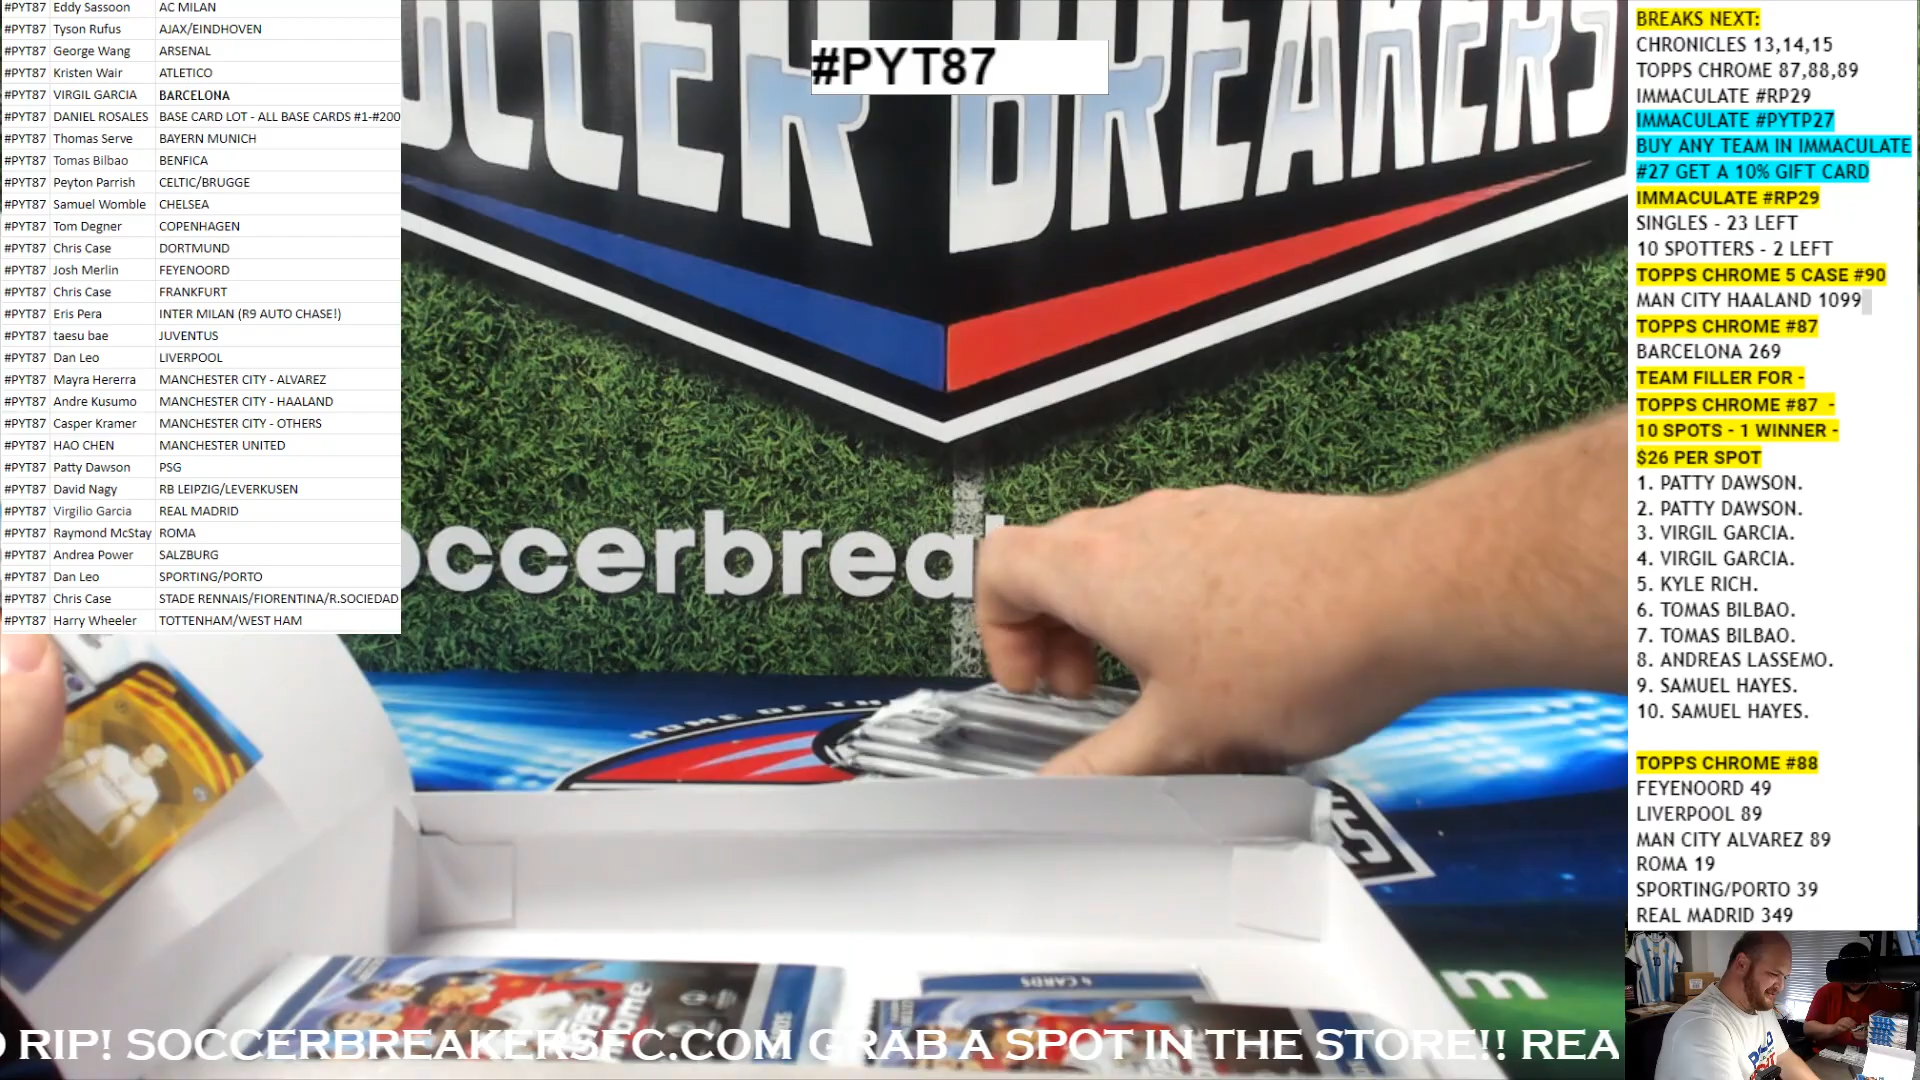 #PYT87 Eddy Sassoon AC MILAN
#PYT87 Tyson Rufus AJAX/EINDHOVEN
#PYT87 George Wang ARSENAL
#PYT87 Kristen Wair ATLETICO
#PYT87 VIRGIL GARCIA BARCELONA
#PYT87 DANIEL ROSALES BASE CARD LOT - ALL BASE CARDS #1-#200
#PYT87 Thomas Serve BAYERN MUNICH
#PYT87 Tomas Bilbao BENFICA
#PYT87 Peyton Parrish CELTIC/BRUGGE
#PYT87 Samuel Womble CHELSEA
#PYT87 Tom Degner COPENHAGEN
#PYT87 Chris Case DORTMUND
#PYT87 Josh Merlin FEYENOORD
#PYT87 Chris Case FRANKFURT
#PYT87 Eris Pera INTER MILAN (R9 AUTO CHASE!)
#PYT87 taesu bae JUVENTUS
#PYT87 Dan Leo LIVERPOOL
#PYT87 Mayra Hererra MANCHESTER CITY - ALVAREZ
#PYT87 Andre Kusumo MANCHESTER CITY - HAALAND
#PYT87 Casper Kramer MANCHESTER CITY - OTHERS
#PYT87 HAO CHEN MANCHESTER UNITED
#PYT87 Patty Dawson PSG
#PYT87 David Nagy RB LEIPZIG/LEVERKUSEN
#PYT87 Virgilio Garcia REAL MADRID
#PYT87 Raymond McStay ROMA
#PYT87 Andrea Power SALZBURG
#PYT87 Dan Leo SPORTING/PORTO
#PYT87 Chris Case STADE RENNAIS/FIORENTINA/R.SOCIEDAD
#PYT87 Harry Wheeler TOTTENHAM/WEST HAM
#PYT87
CCER BREAKERS
occerbrea
HOME OF TH
4 CARDS
m
RIP! SOCCERBREAKERSFC.COM GRAB A SPOT IN THE STORE!! REA
BREAKS NEXT:
CHRONICLES 13,14,15
TOPPS CHROME 87,88,89
IMMACULATE #RP29
IMMACULATE #PYTP27
BUY ANY TEAM IN IMMACULATE
#27 GET A 10% GIFT CARD
IMMACULATE #RP29
SINGLES - 23 LEFT
10 SPOTTERS - 2 LEFT
TOPPS CHROME 5 CASE #90
MAN CITY HAALAND 1099
TOPPS CHROME #87
BARCELONA 269
TEAM FILLER FOR -
TOPPS CHROME #87 -
10 SPOTS - 1 WINNER -
$26 PER SPOT
1. PATTY DAWSON.
2. PATTY DAWSON.
3. VIRGIL GARCIA.
4. VIRGIL GARCIA.
5. KYLE RICH.
6. TOMAS BILBAO.
7. TOMAS BILBAO.
8. ANDREAS LASSEMO.
9. SAMUEL HAYES.
10. SAMUEL HAYES.
TOPPS CHROME #88
FEYENOORD 49
LIVERPOOL 89
MAN CITY ALVAREZ 89
ROMA 19
SPORTING/PORTO 39
REAL MADRID 349